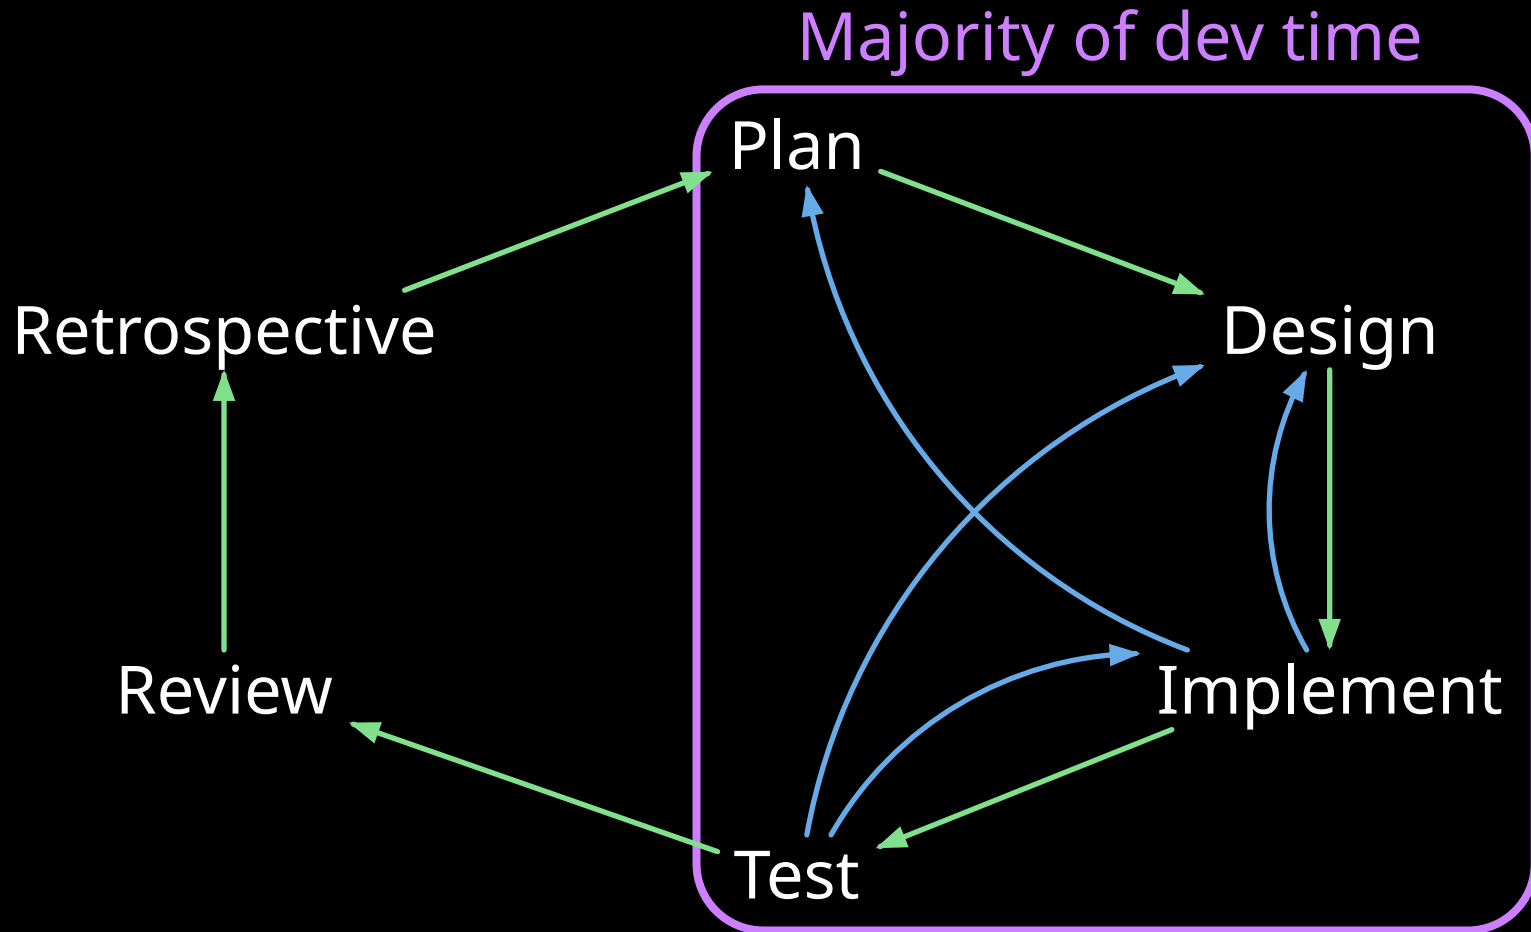 Majority of dev time
Plan
Retrospective
Design
Review
Implement
Test